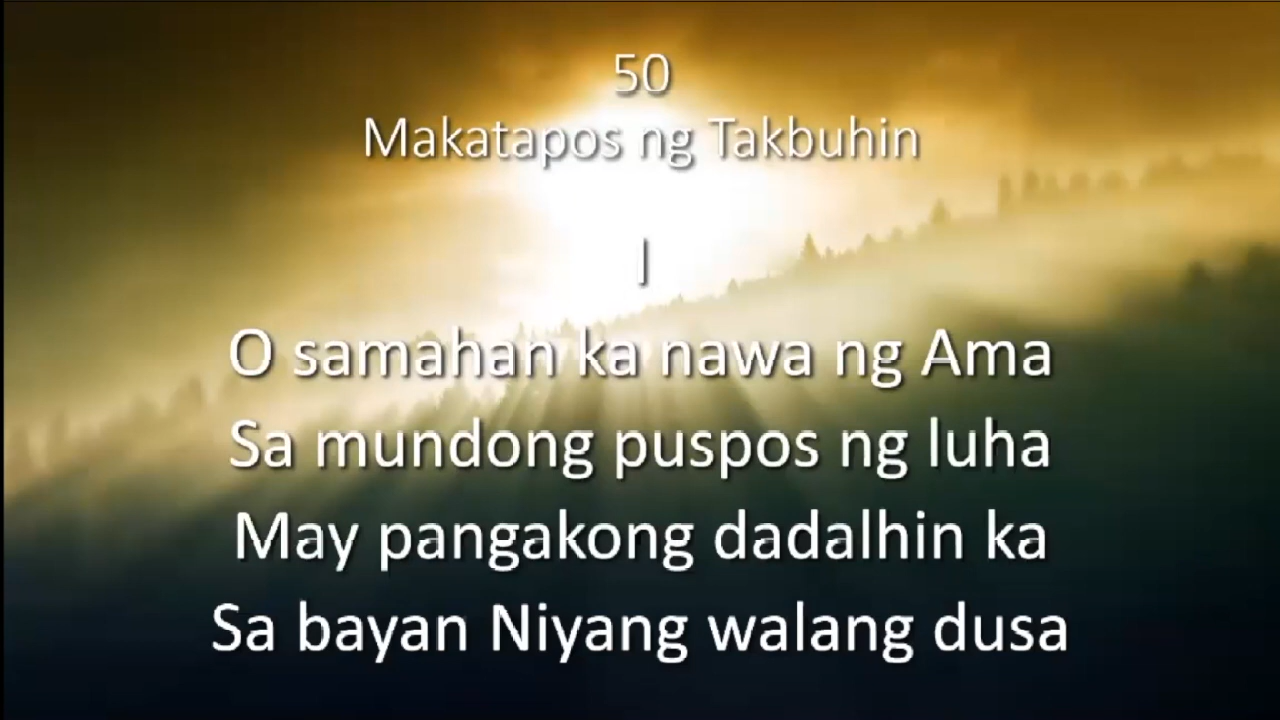 50
Makatapos ng Takbuhin
I
O samahan ka nawa ng Ama
Sa mundong puspos ng luha
May pangakong dadalhin ka
Sa bayan Niyang walang dusa